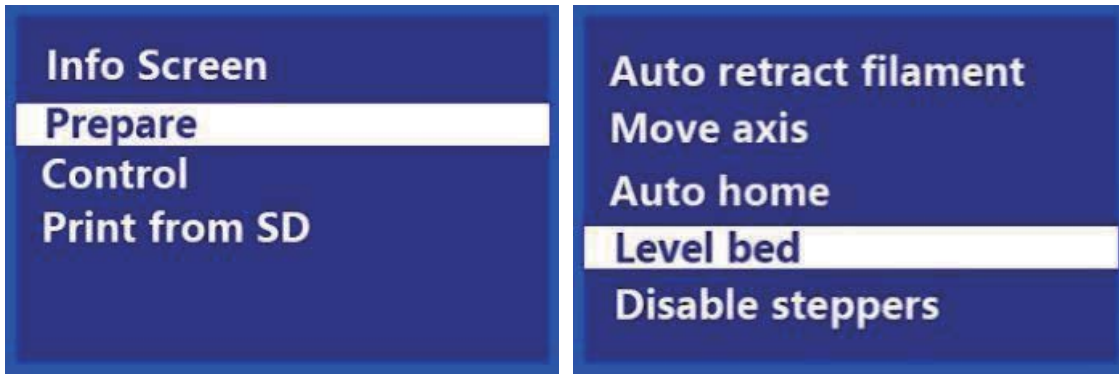 Info Screen
Prepare
Control
Print from SD
Auto retract filament
Move axis
Auto home
Level bed
Disable steppers